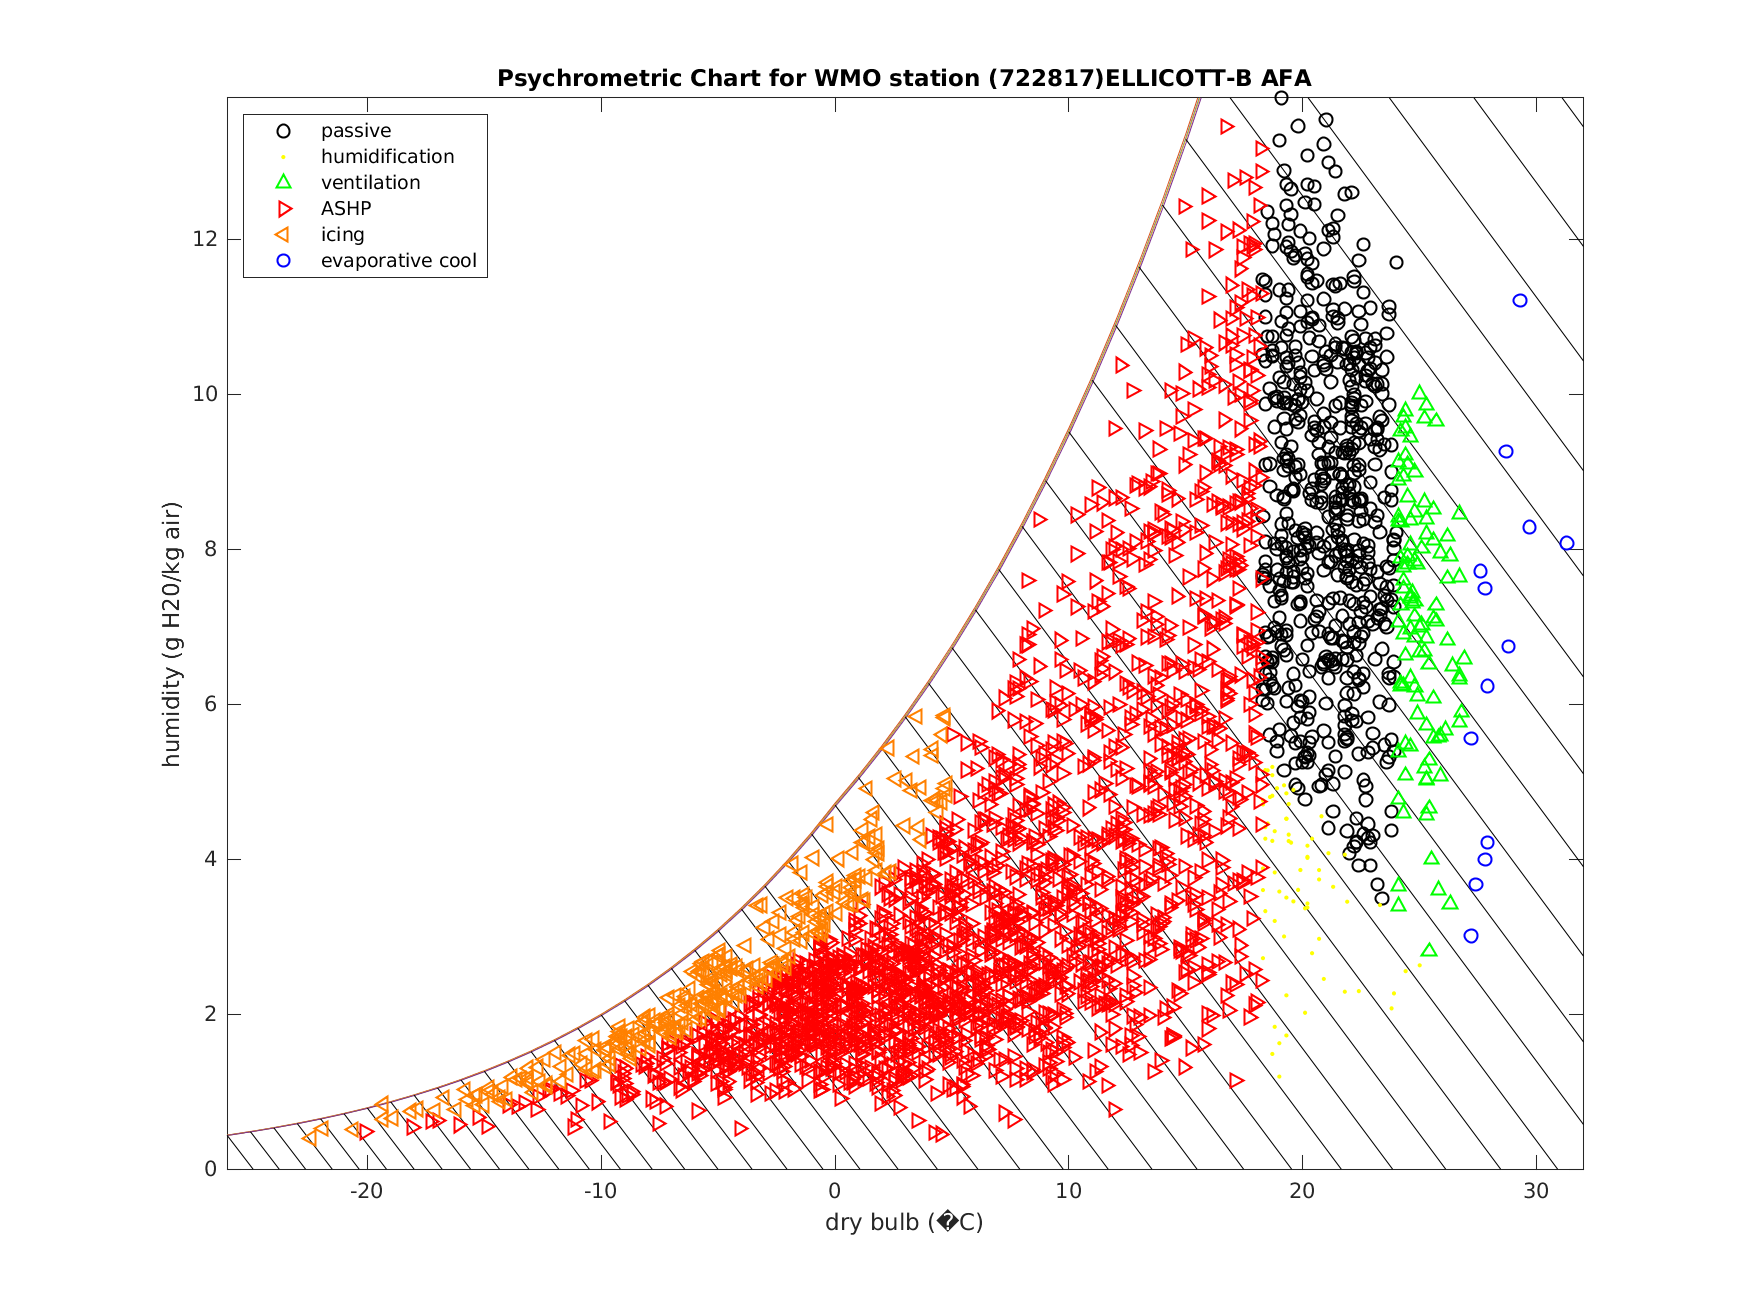 Psychrometric Chart for WMO station (722817)ELLICOTT-B AFA
passive
humidification
ventilation
ASHP
icing
evaporative cool
humidity (g H20/kg air)
12
10
8
6
4
2
0
-20
-10
0
10
20
30
dry bulb (�C)